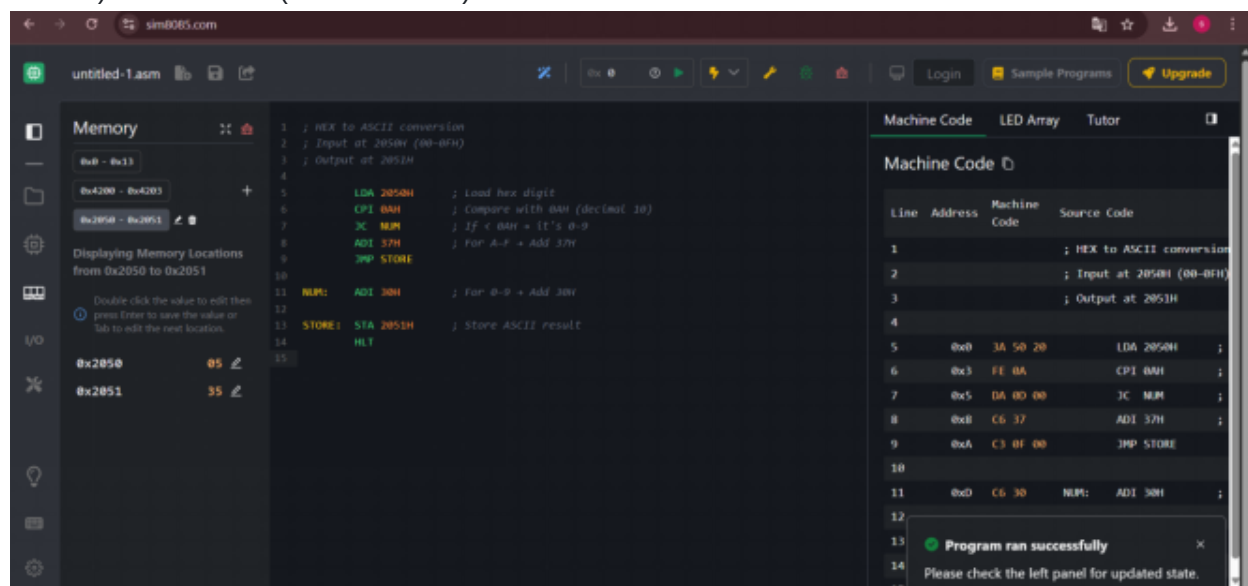 sim8085.com
untitled-1.asm
0x 0
Login
Sample Programs
Upgrade
Memory
0x0 - 0x13
0x4200 - 0x4203
+
0x2050 - 0x2051
Displaying Memory Locations
from 0x2050 to 0x2051
Double click the value to edit then
press Enter to save the value or
Tab to edit the next location.
0x2050 05
0x2051 35
I/O
1 ; HEX to ASCII conversion
2 ; Input at 2050H (00-0FH)
3 ; Output at 2051H
4
5 LDA 2050H ; Load hex digit
6 CPI 0AH ; Compare with 0AH (decimal 10)
7 JC NUM ; If < 0AH → it's 0-9
8 ADI 37H ; For A-F → Add 37H
9 JMP STORE
10
11 NUM: ADI 30H ; For 0-9 → Add 30H
12
13 STORE: STA 2051H ; Store ASCII result
14 HLT
15
Machine Code LED Array Tutor
Machine Code
Line Address Machine Code Source Code
1 ; HEX to ASCII conversion
2 ; Input at 2050H (00-0FH)
3 ; Output at 2051H
4
5 0x0 3A 50 20 LDA 2050H ;
6 0x3 FE 0A CPI 0AH ;
7 0x5 DA 0D 00 JC NUM ;
8 0x8 C6 37 ADI 37H ;
9 0xA C3 0F 00 JMP STORE
10
11 0xD C6 30 NUM: ADI 30H ;
12
13
14
Program ran successfully
Please check the left panel for updated state.